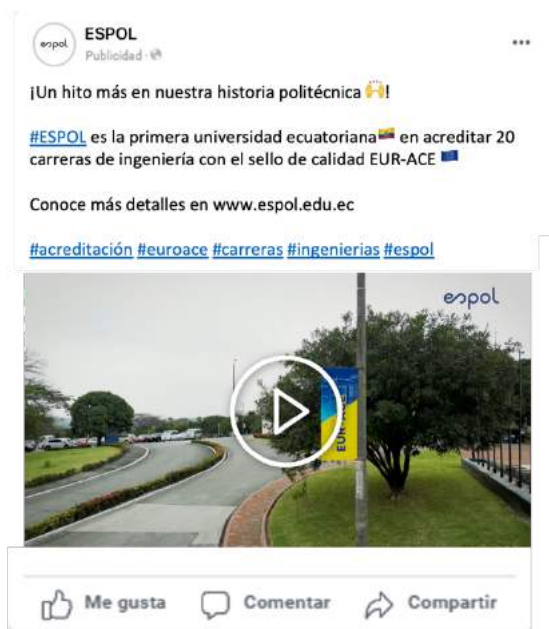 espol
ESPOL
Publicidad ·
¡Un hito más en nuestra historia politécnica 🙌!
#ESPOL es la primera universidad ecuatoriana🇪🇨 en acreditar 20
carreras de ingeniería con el sello de calidad EUR-ACE 🇪🇺
Conoce más detalles en www.espol.edu.ec
#acreditación #euroace #carreras #ingenierias #espol
espol
EUR-ACE
Me gusta
Comentar
Compartir